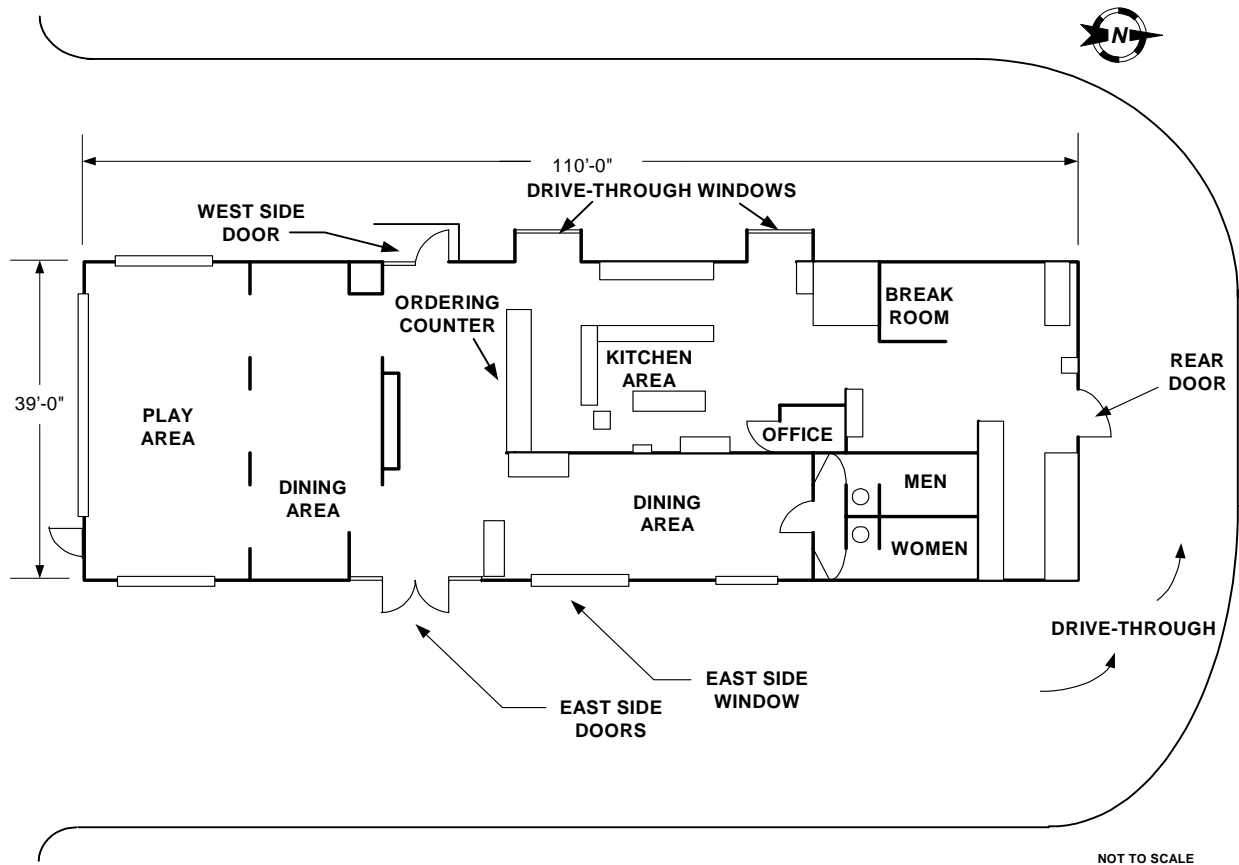 N
110'-0"
DRIVE-THROUGH WINDOWS
WEST SIDE
DOOR
ORDERING
COUNTER
BREAK
ROOM
KITCHEN
AREA
REAR
DOOR
39'-0"
PLAY
AREA
OFFICE
DINING
AREA
DINING
AREA
MEN
WOMEN
DRIVE-THROUGH
EAST SIDE
WINDOW
EAST SIDE
DOORS
NOT TO SCALE